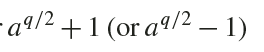 a^{q/2} + 1 (or a^{q/2} − 1)